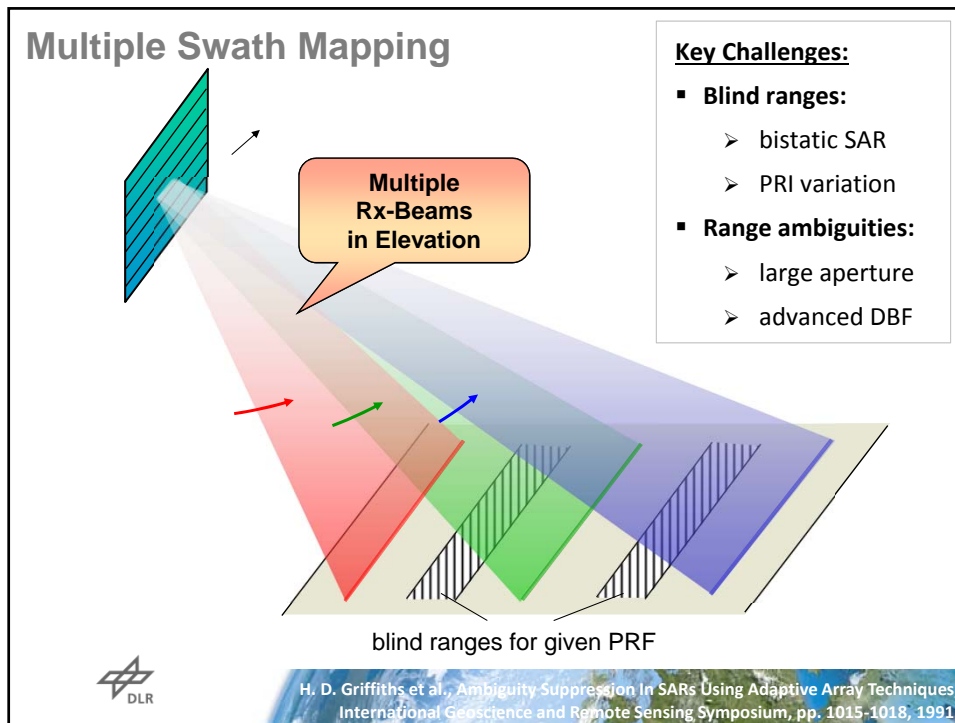 Multiple Swath Mapping
Multiple
Rx-Beams
in Elevation
Key Challenges:
▪ Blind ranges:
➢ bistatic SAR
➢ PRI variation
▪ Range ambiguities:
➢ large aperture
➢ advanced DBF
blind ranges for given PRF
DLR
H. D. Griffiths et al., Ambiguity Suppression In SARs Using Adaptive Array Techniques
International Geoscience and Remote Sensing Symposium, pp. 1015-1018, 1991